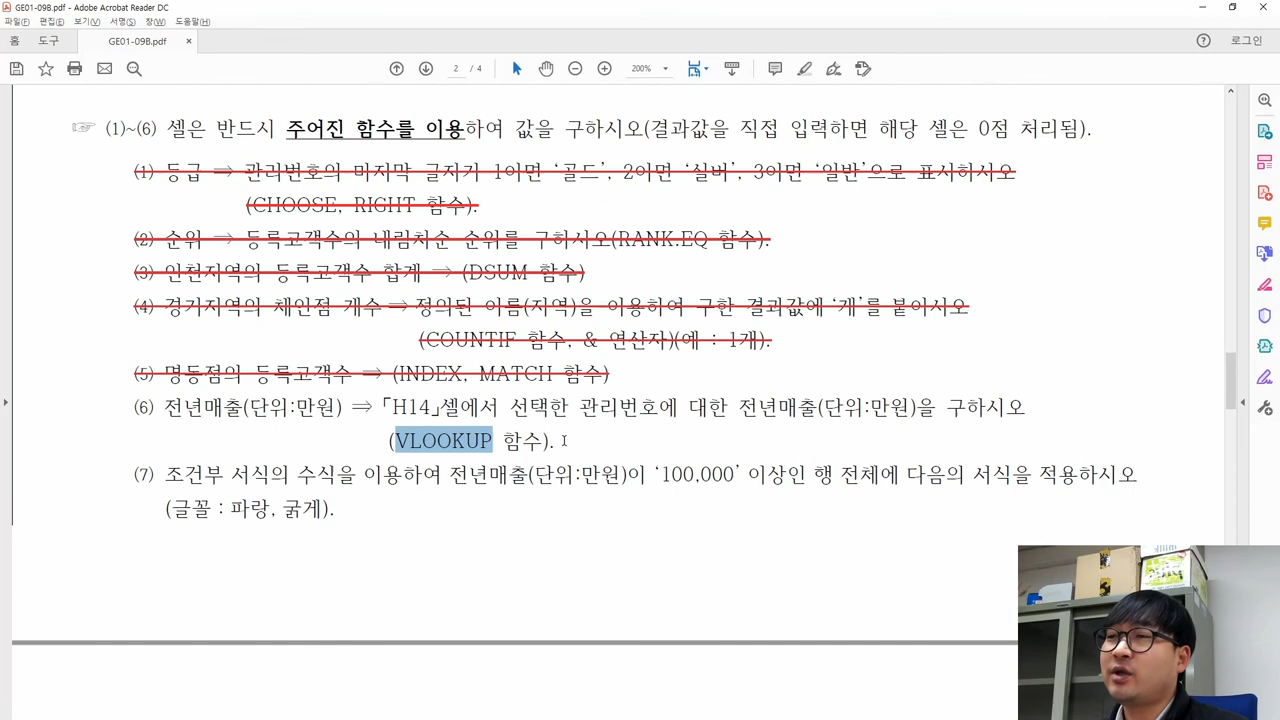 GE01-09B.pdf - Adobe Acrobat Reader DC
파일(F) 편집(E) 보기(V) 서명(S) 창(W) 도움말(H)
홈 도구 GE01-09B.pdf × 로그인
2 / 4 200%
☞ (1)~(6) 셀은 반드시 주어진 함수를 이용하여 값을 구하시오(결과값을 직접 입력하면 해당 셀은 0점 처리됨).
(1) 등급 ⇒ 관리번호의 마지막 글자가 1이면 ‘골드’, 2이면 ‘실버’, 3이면 ‘일반’으로 표시하시오
(CHOOSE, RIGHT 함수).
(2) 순위 ⇒ 등록고객수의 내림차순 순위를 구하시오(RANK.EQ 함수).
(3) 인천지역의 등록고객수 합계 ⇒ (DSUM 함수)
(4) 경기지역의 체인점 개수 ⇒ 정의된 이름(지역)을 이용하여 구한 결과값에 ‘개’를 붙이시오
(COUNTIF 함수, & 연산자)(예 : 1개).
(5) 명동점의 등록고객수 ⇒ (INDEX, MATCH 함수)
(6) 전년매출(단위:만원) ⇒ 「H14」셀에서 선택한 관리번호에 대한 전년매출(단위:만원)을 구하시오
(VLOOKUP 함수).
(7) 조건부 서식의 수식을 이용하여 전년매출(단위:만원)이 ‘100,000’ 이상인 행 전체에 다음의 서식을 적용하시오
(글꼴 : 파랑, 굵게).